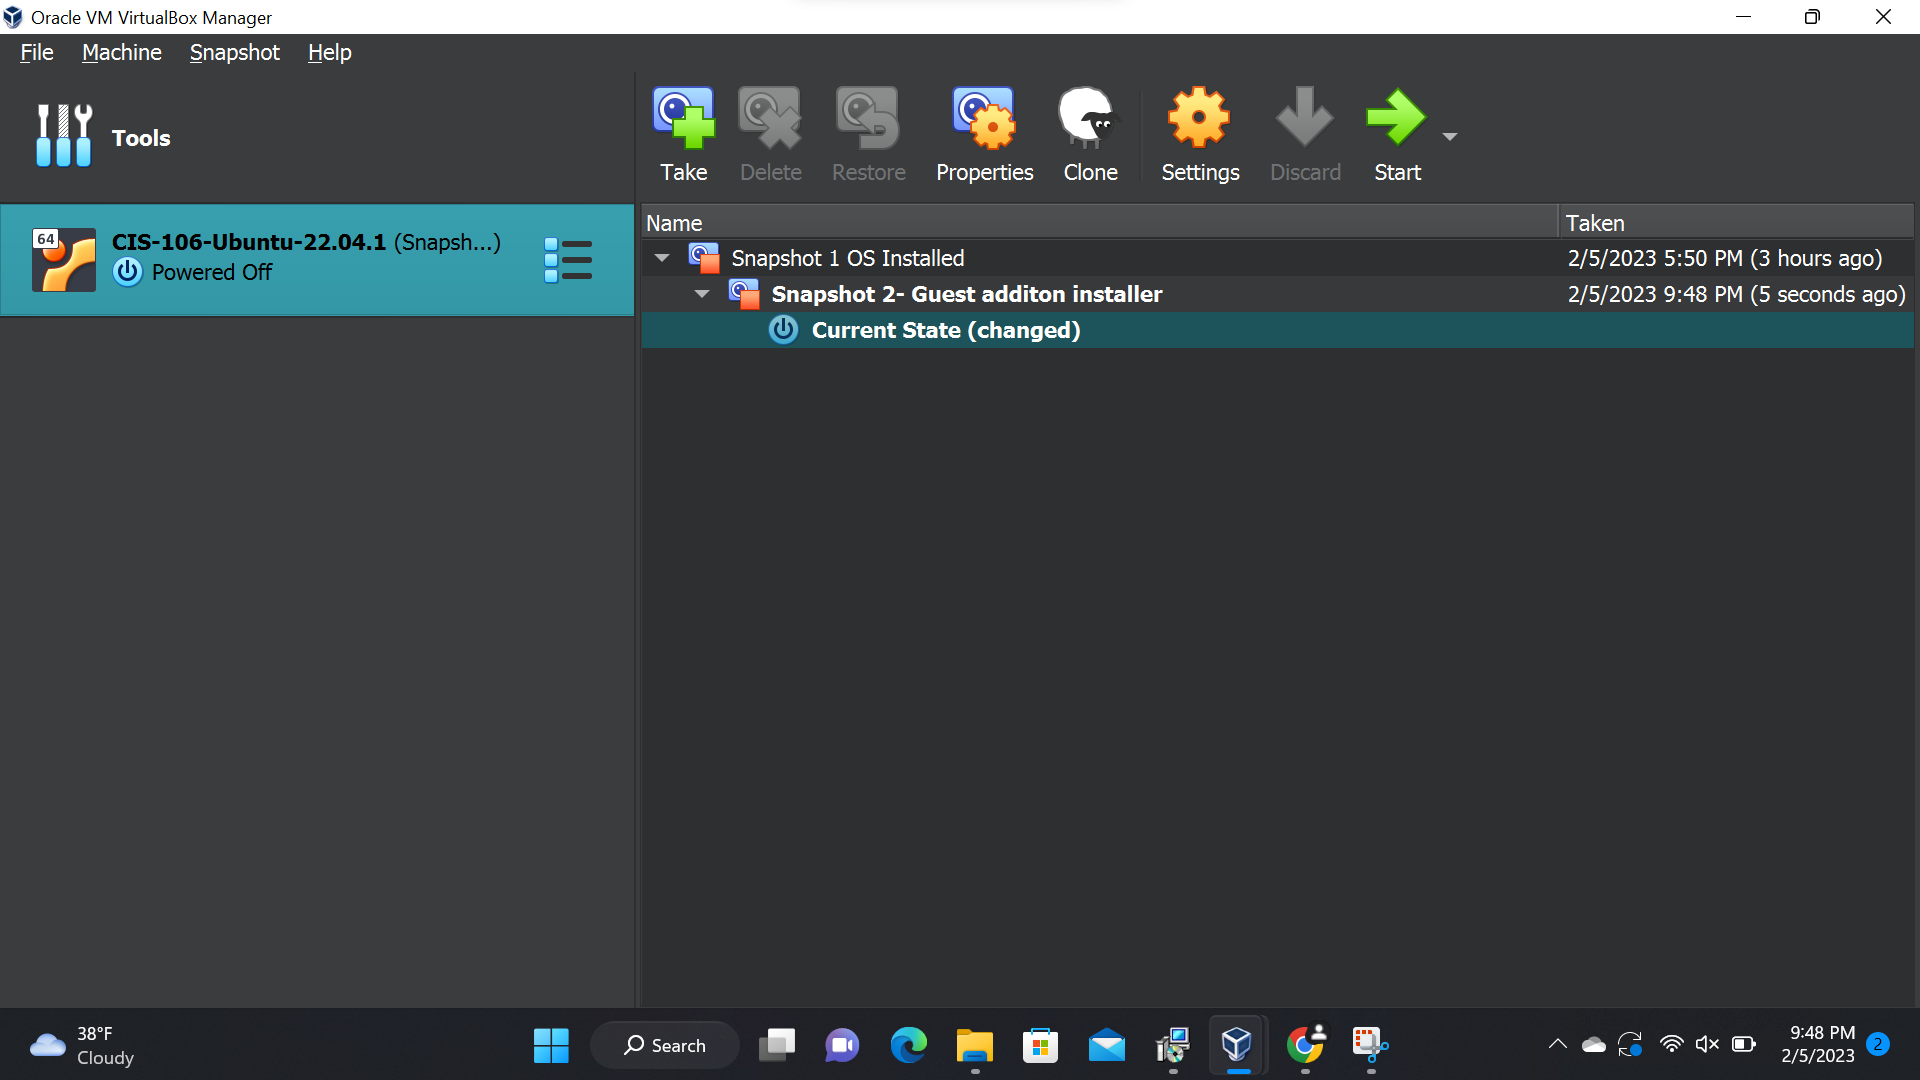 Oracle VM VirtualBox Manager
File Machine Snapshot Help
Tools
Take Delete Restore Properties Clone Settings Discard Start
64
CIS-106-Ubuntu-22.04.1 (Snapsh...)
Powered Off
Name Taken
Snapshot 1 OS Installed 2/5/2023 5:50 PM (3 hours ago)
Snapshot 2- Guest additon installer 2/5/2023 9:48 PM (5 seconds ago)
Current State (changed)
38°F
Cloudy
Search
9:48 PM
2/5/2023
2